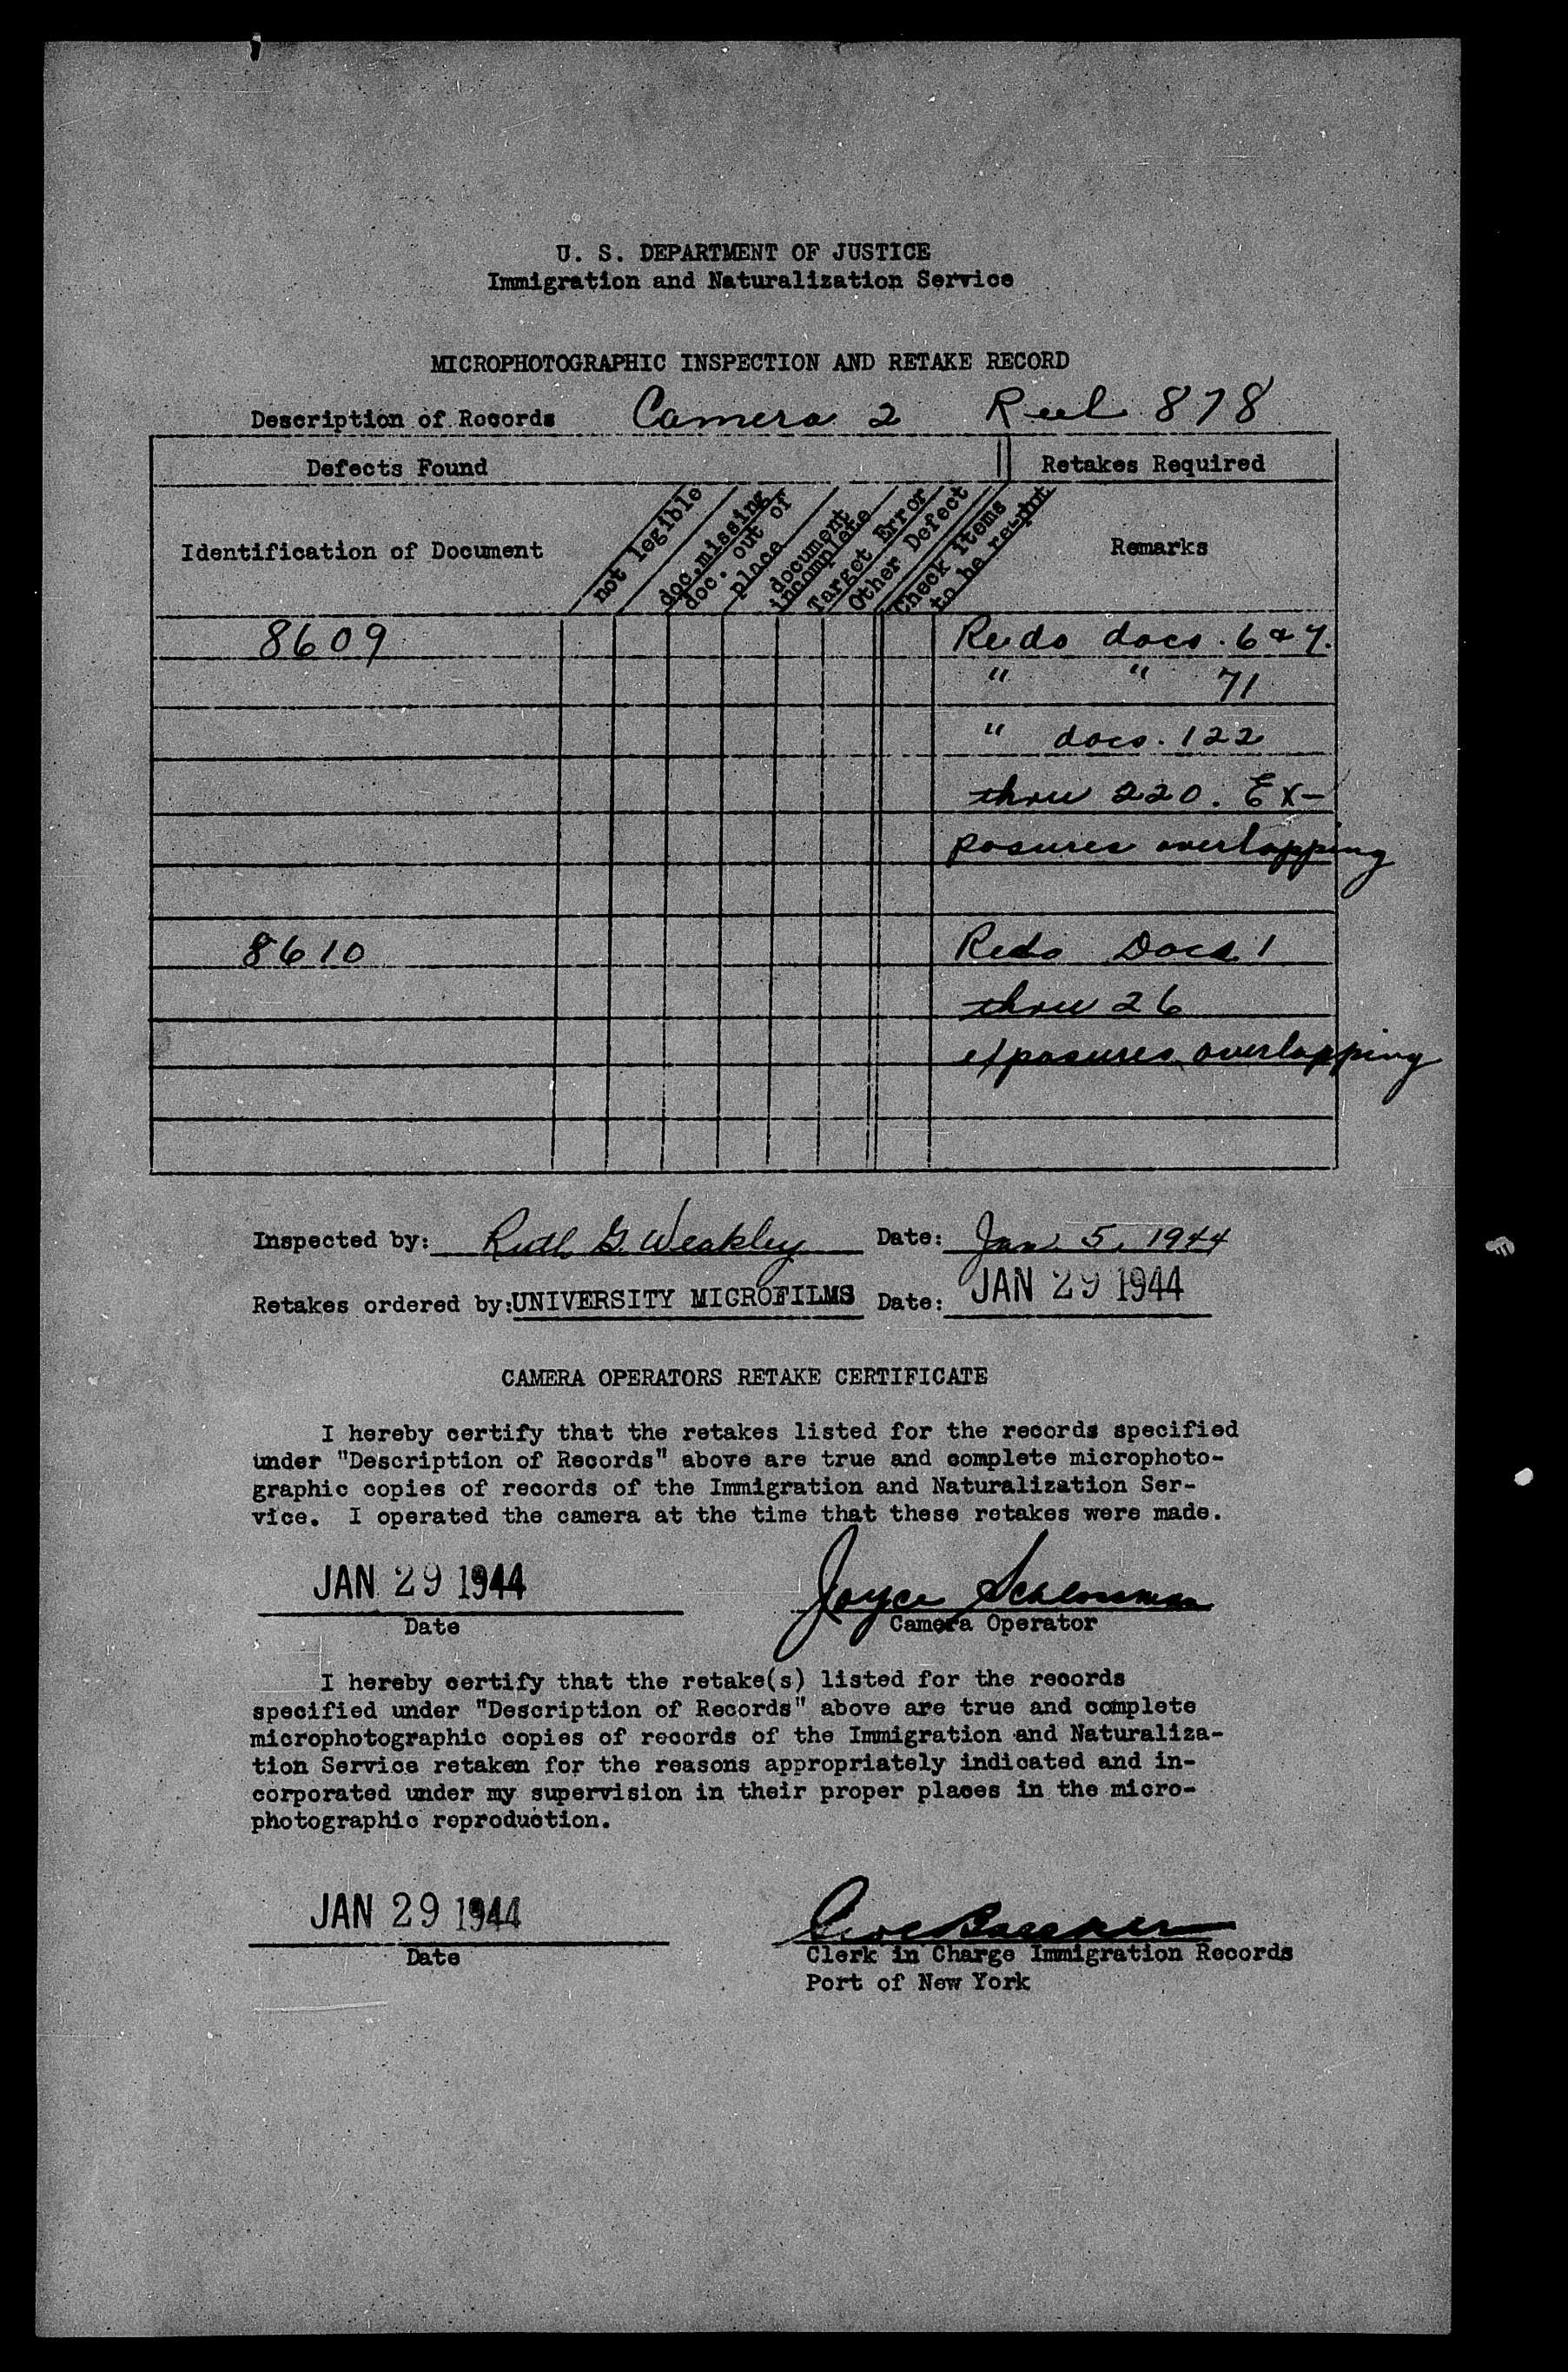 U. S. DEPARTMENT OF JUSTICE
Immigration and Naturalization Service
MICROPHOTOGRAPHIC INSPECTION AND RETAKE RECORD
Description of Records Camera 2 Reel 878
Defects Found Retakes Required
Identification of Document
not legible
doc. missing
doc. out of
place
document
incomplete
Target Error
Other Defect
Check Items
to be re-phot
Remarks
8609 Redo docs. 6 & 7.
" " 71
" docs. 122
thru 220. Ex-
posures overlapping
8610 Redo Docs. 1
thru 26
exposures overlapping
Inspected by: Ruth G. Weakley Date: Jan. 5, 1944
Retakes ordered by: UNIVERSITY MICROFILMS Date: JAN 29 1944
CAMERA OPERATORS RETAKE CERTIFICATE
I hereby certify that the retakes listed for the records specified
under "Description of Records" above are true and complete microphoto-
graphic copies of records of the Immigration and Naturalization Ser-
vice. I operated the camera at the time that these retakes were made.
JAN 29 1944 Joyce Schlossman
Date Camera Operator
I hereby certify that the retake(s) listed for the records
specified under "Description of Records" above are true and complete
microphotographic copies of records of the Immigration and Naturaliza-
tion Service retaken for the reasons appropriately indicated and in-
corporated under my supervision in their proper places in the micro-
photographic reproduction.
JAN 29 1944
Date Clerk in Charge Immigration Records
Port of New York